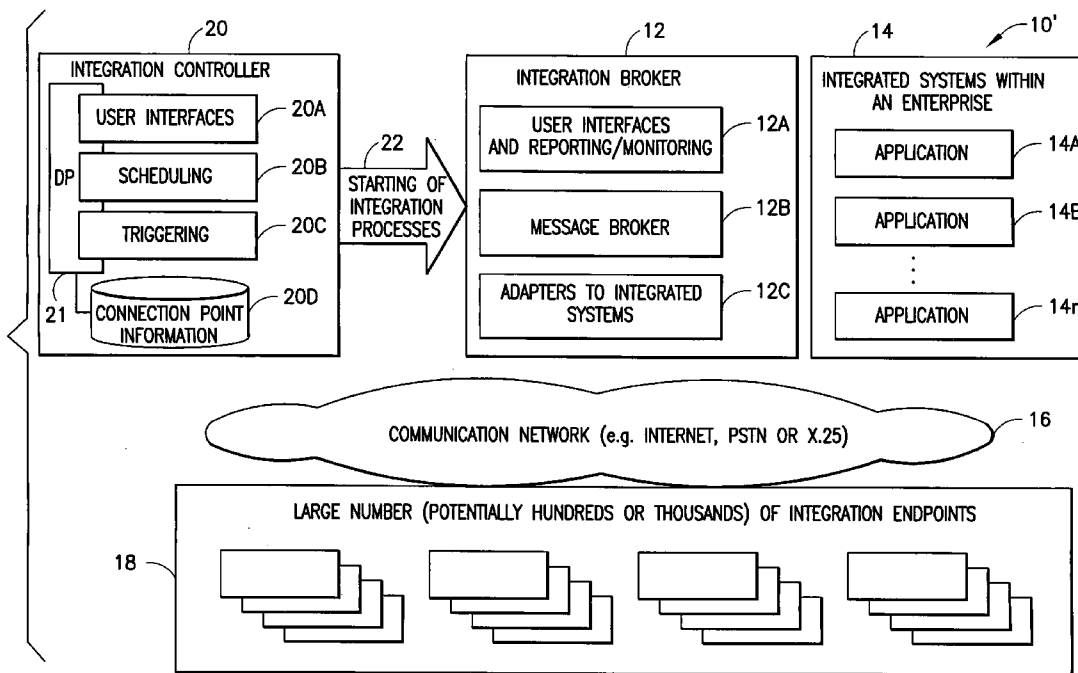 20
12
14
10'
INTEGRATION CONTROLLER
DP
USER INTERFACES
20A
SCHEDULING
20B
TRIGGERING
20C
21
CONNECTION POINT
INFORMATION
20D
22
STARTING OF
INTEGRATION
PROCESSES
INTEGRATION BROKER
USER INTERFACES
AND REPORTING/MONITORING
12A
MESSAGE BROKER
12B
ADAPTERS TO INTEGRATED
SYSTEMS
12C
INTEGRATED SYSTEMS WITHIN
AN ENTERPRISE
APPLICATION
14A
APPLICATION
14B
APPLICATION
14n
COMMUNICATION NETWORK (e.g. INTERNET, PSTN OR X.25)
16
LARGE NUMBER (POTENTIALLY HUNDREDS OR THOUSANDS) OF INTEGRATION ENDPOINTS
18